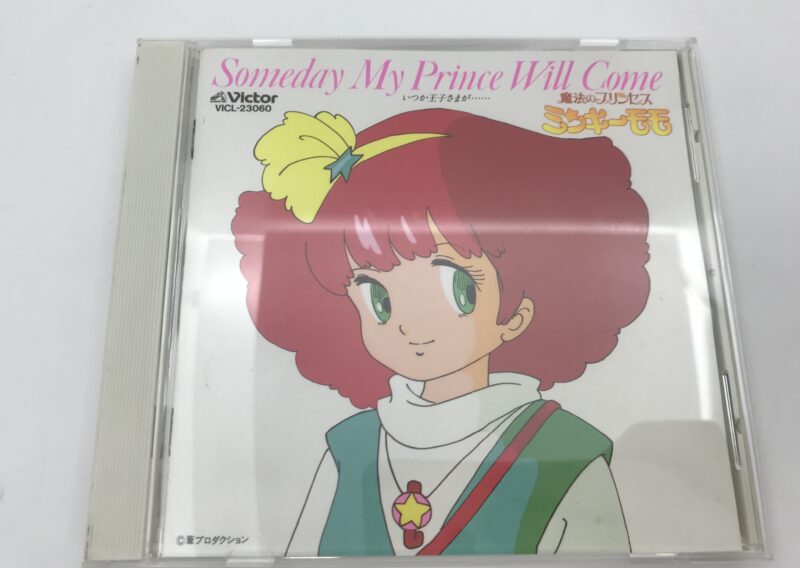 Someday My Prince Will Come
いつか王子さまが……
Victor
VICL-23060
魔法のプリンセス
ミンキーモモ
©葦プロダクション